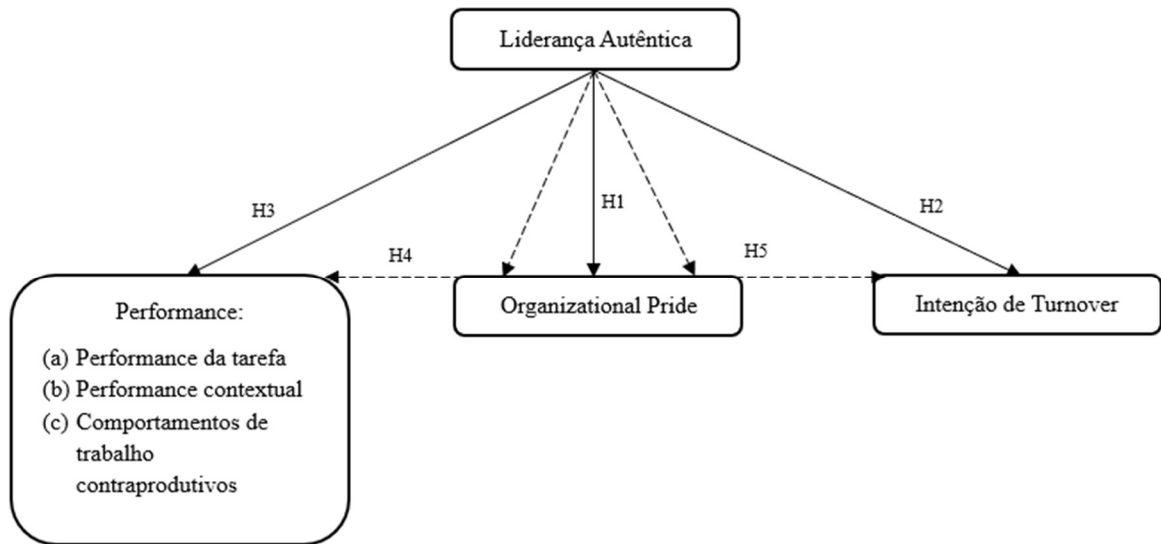 Liderança Autêntica
H3
H1
H2
H4
H5
Performance:
(a) Performance da tarefa
(b) Performance contextual
(c) Comportamentos de
trabalho
contraprodutivos
Organizational Pride
Intenção de Turnover